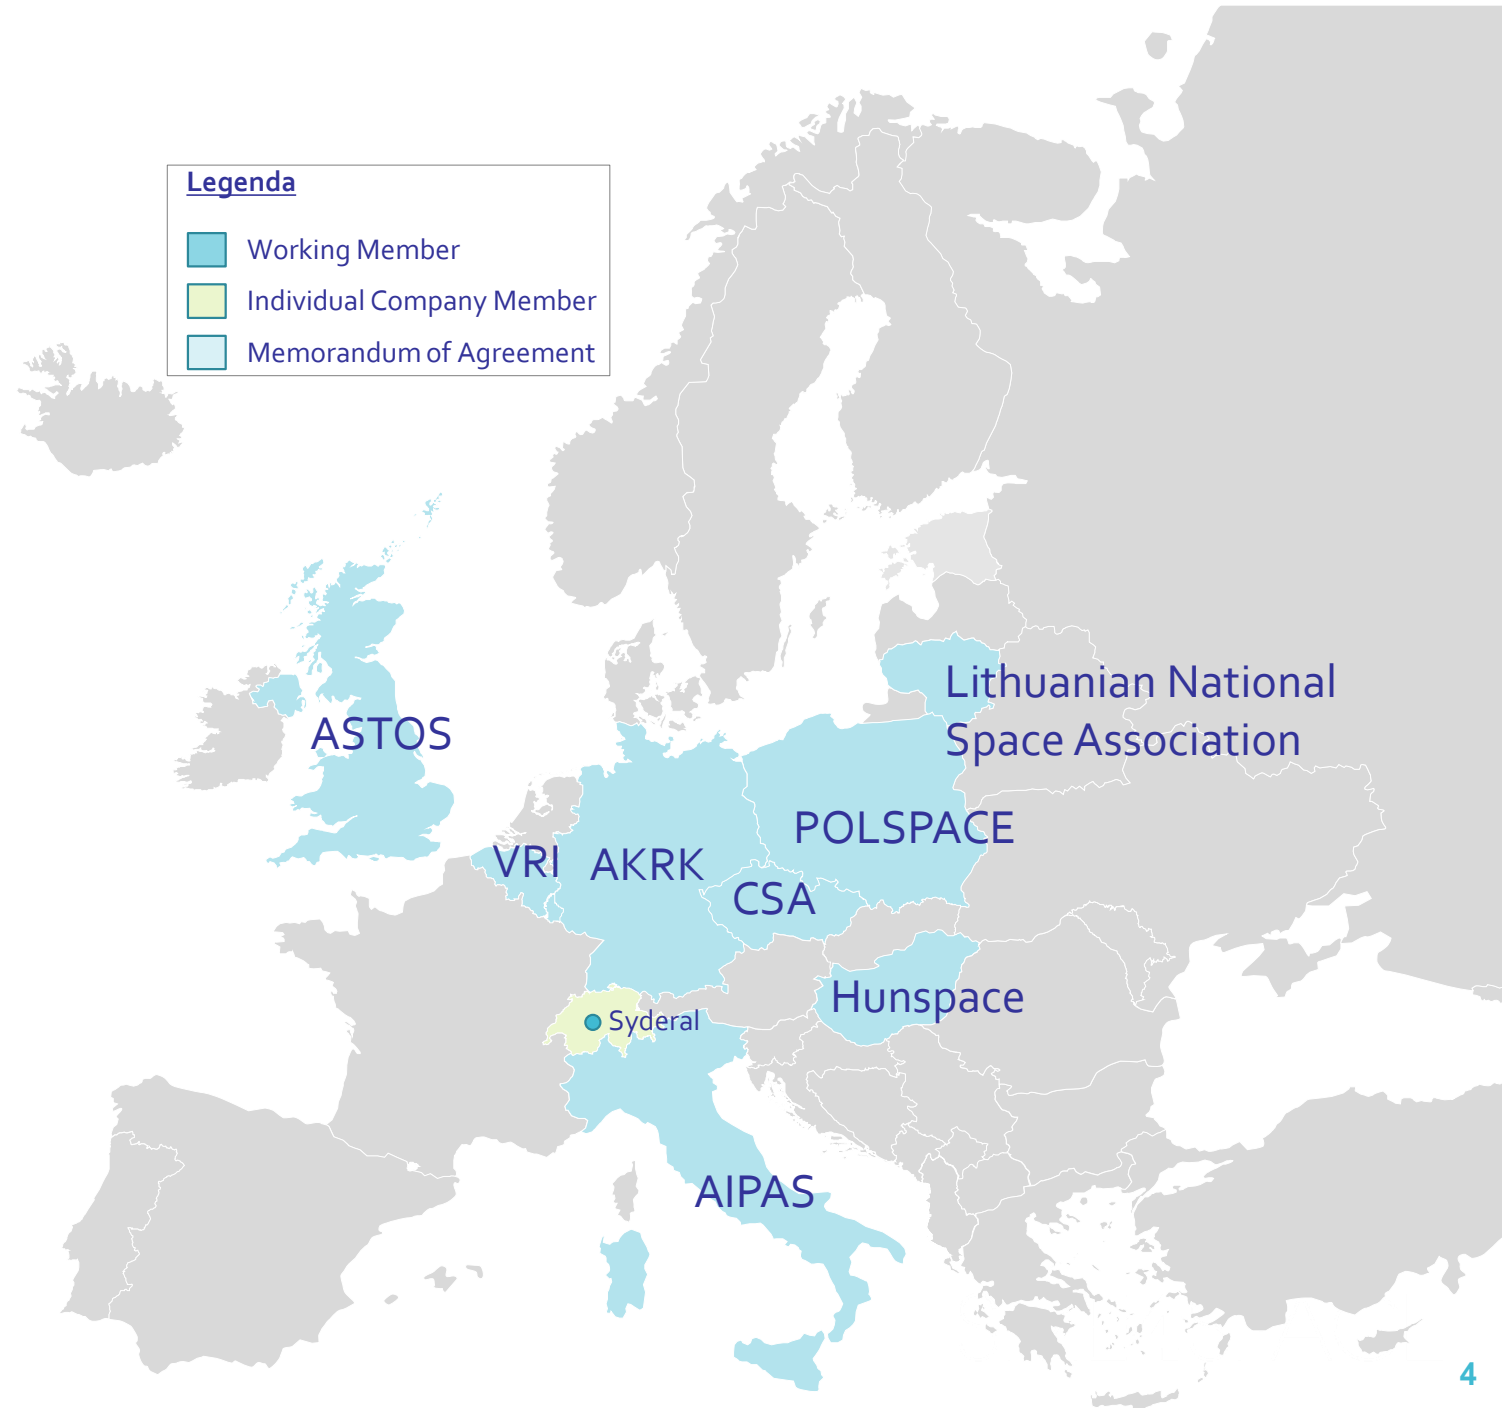 Legenda
Working Member
Individual Company Member
Memorandum of Agreement
Lithuanian National
Space Association
ASTOS
POLSPACE
VRI
AKRK
CSA
Hunspace
Syderal
AIPAS
4